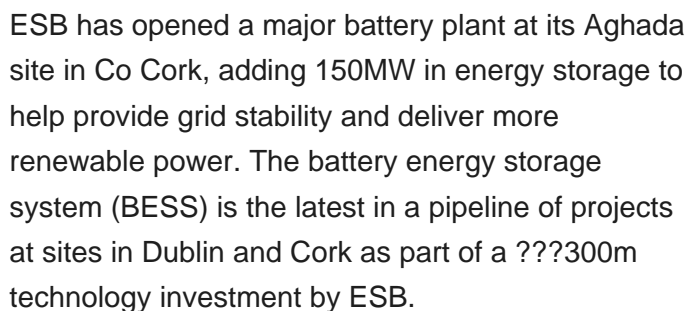 ESB has opened a major battery plant at its Aghada
site in Co Cork, adding 150MW in energy storage to
help provide grid stability and deliver more
renewable power. The battery energy storage
system (BESS) is the latest in a pipeline of projects
at sites in Dublin and Cork as part of a ???300m
technology investment by ESB.